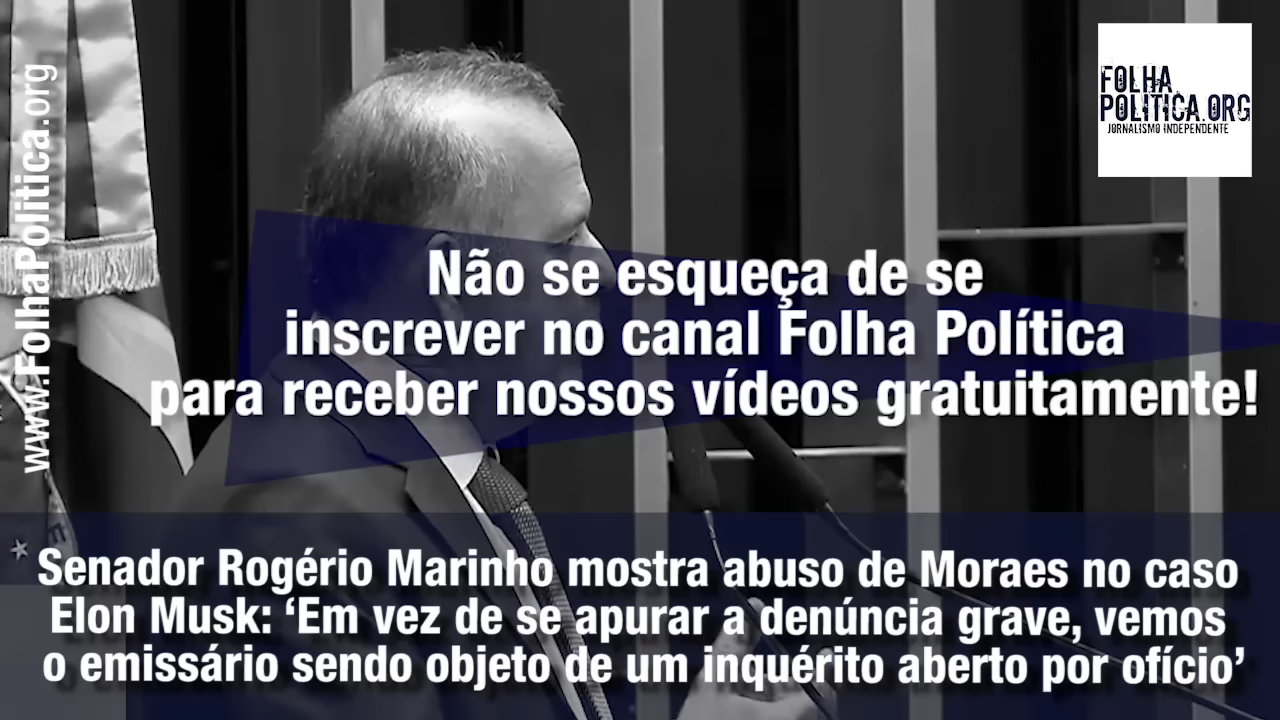 www.FolhaPolitica.org
FOLHA
POLITICA.ORG
JORNALISMO INDEPENDENTE
Não se esqueça de se
inscrever no canal Folha Política
para receber nossos vídeos gratuitamente!
Senador Rogério Marinho mostra abuso de Moraes no caso
Elon Musk: ‘Em vez de se apurar a denúncia grave, vemos
o emissário sendo objeto de um inquérito aberto por ofício’